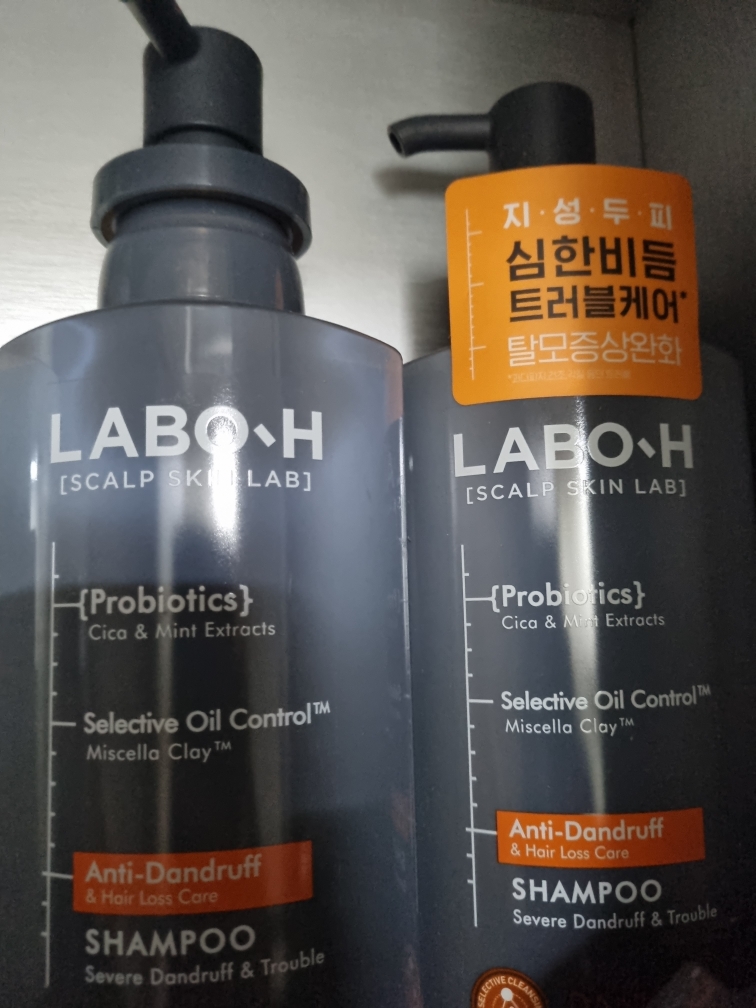 LABO-H
[SCALP SKIN LAB]
{Probiotics}
Cica & Mint Extracts
Selective Oil Control™
Miscella Clay™
Anti-Dandruff
& Hair Loss Care
SHAMPOO
Severe Dandruff & Trouble
지·성·두·피
심한비듬
트러블케어*
탈모증상완화
LABO-H
[SCALP SKIN LAB]
{Probiotics}
Cica & Mint Extracts
Selective Oil Control™
Miscella Clay™
Anti-Dandruff
& Hair Loss Care
SHAMPOO
Severe Dandruff & Trouble
SELECTIVE